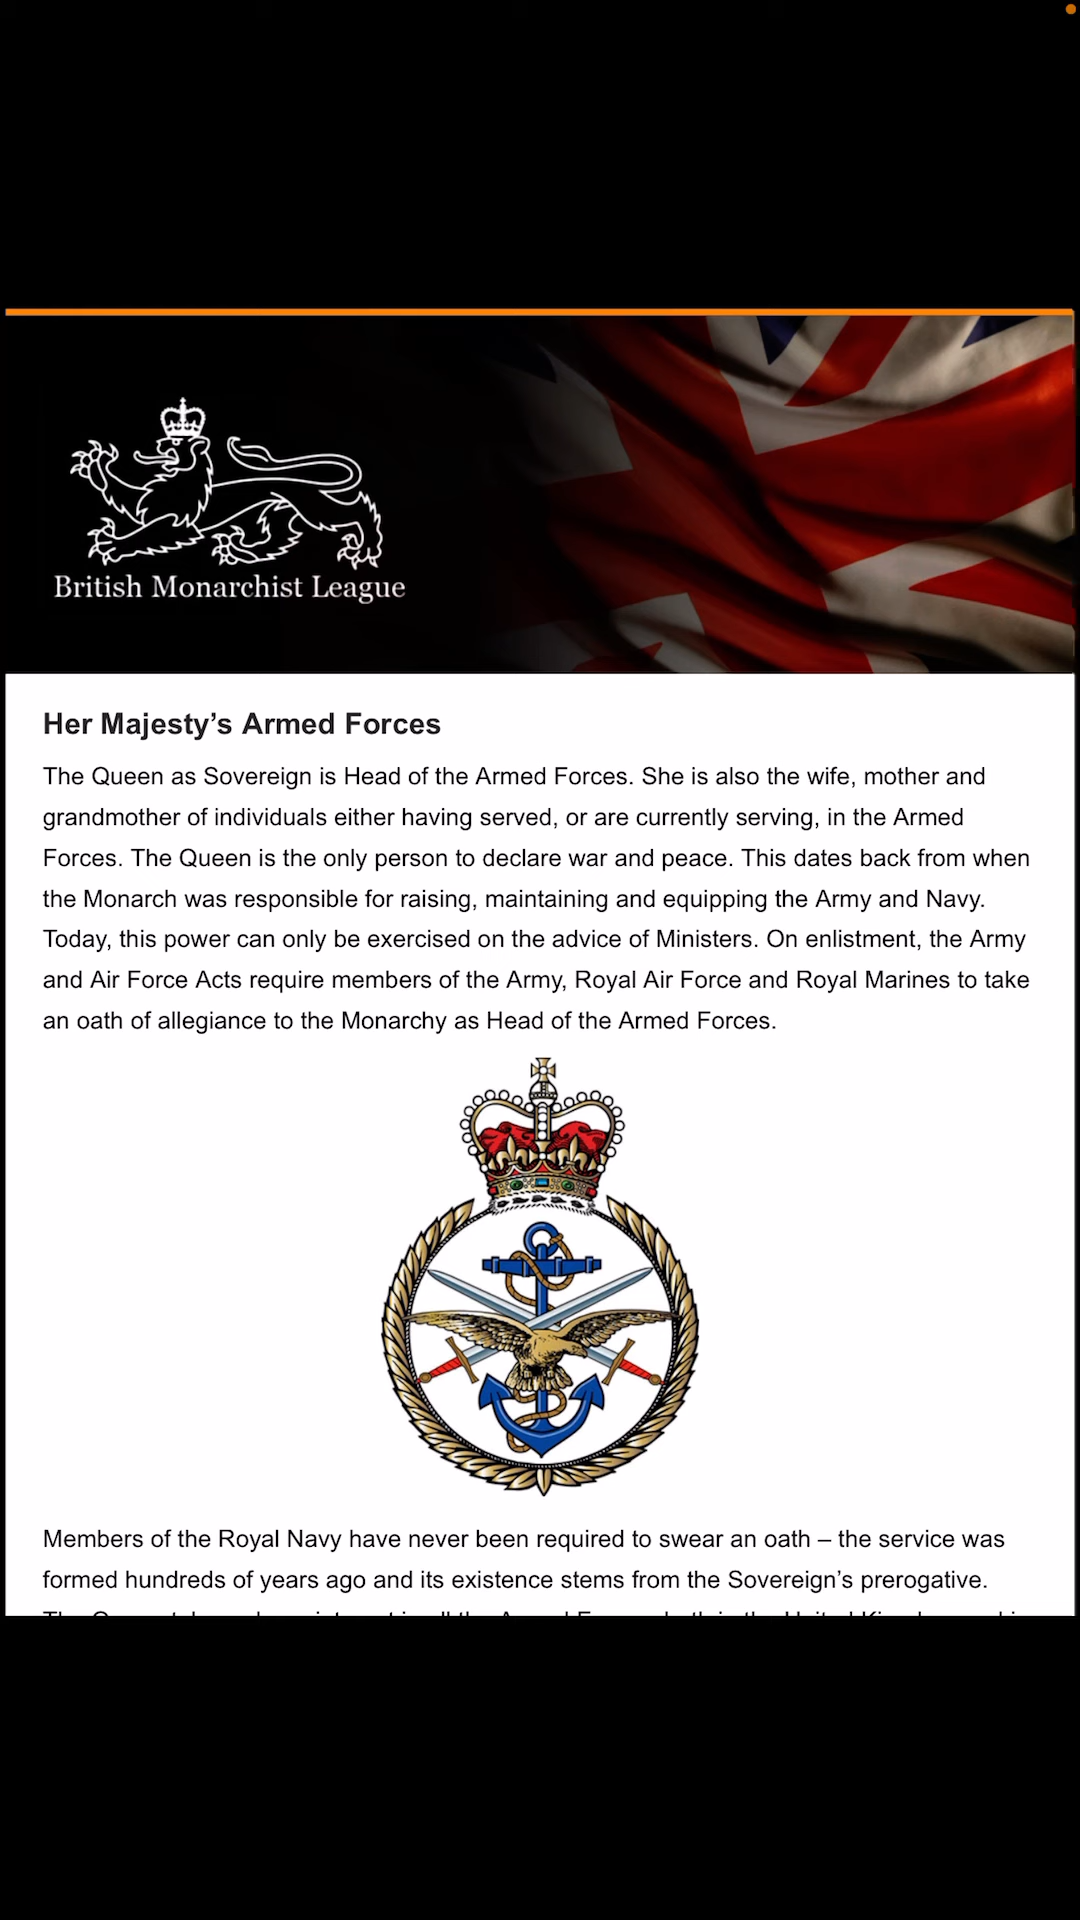 British Monarchist League
Her Majesty’s Armed Forces
The Queen as Sovereign is Head of the Armed Forces. She is also the wife, mother and
grandmother of individuals either having served, or are currently serving, in the Armed
Forces. The Queen is the only person to declare war and peace. This dates back from when
the Monarch was responsible for raising, maintaining and equipping the Army and Navy.
Today, this power can only be exercised on the advice of Ministers. On enlistment, the Army
and Air Force Acts require members of the Army, Royal Air Force and Royal Marines to take
an oath of allegiance to the Monarchy as Head of the Armed Forces.
Members of the Royal Navy have never been required to swear an oath – the service was
formed hundreds of years ago and its existence stems from the Sovereign’s prerogative.